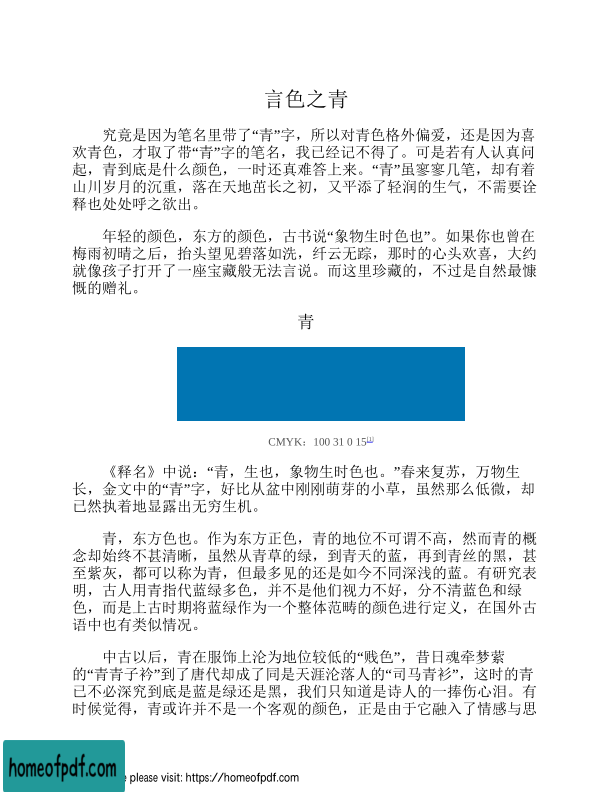 言色之青
究竟是因为笔名里带了“青”字，所以对青色格外偏爱，还是因为喜
欢青色，才取了带“青”字的笔名，我已经记不得了。可是若有人认真问
起，青到底是什么颜色，一时还真难答上来。“青”虽寥寥几笔，却有着
山川岁月的沉重，落在天地茁长之初，又平添了轻润的生气，不需要诠
释也处处呼之欲出。
年轻的颜色，东方的颜色，古书说“象物生时色也”。如果你也曾在
梅雨初晴之后，抬头望见碧落如洗，纤云无踪，那时的心头欢喜，大约
就像孩子打开了一座宝藏般无法言说。而这里珍藏的，不过是自然最慷
慨的赠礼。
青
CMYK：100 31 0 15[1]
《释名》中说：“青，生也，象物生时色也。”春来复苏，万物生
长，金文中的“青”字，好比从盆中刚刚萌芽的小草，虽然那么低微，却
已然执着地显露出无穷生机。
青，东方色也。作为东方正色，青的地位不可谓不高，然而青的概
念却始终不甚清晰，虽然从青草的绿，到青天的蓝，再到青丝的黑，甚
至紫灰，都可以称为青，但最多见的还是如今不同深浅的蓝。有研究表
明，古人用青指代蓝绿多色，并不是他们视力不好，分不清蓝色和绿
色，而是上古时期将蓝绿作为一个整体范畴的颜色进行定义，在国外古
语中也有类似情况。
中古以后，青在服饰上沦为地位较低的“贱色”，昔日魂牵梦萦
的“青青子衿”到了唐代却成了同是天涯沦落人的“司马青衫”，这时的青
已不必深究到底是蓝是绿还是黑，我们只知道是诗人的一捧伤心泪。有
时候觉得，青或许并不是一个客观的颜色，正是由于它融入了情感与思
homeofpdf.com
e please visit: https://homeofpdf.com